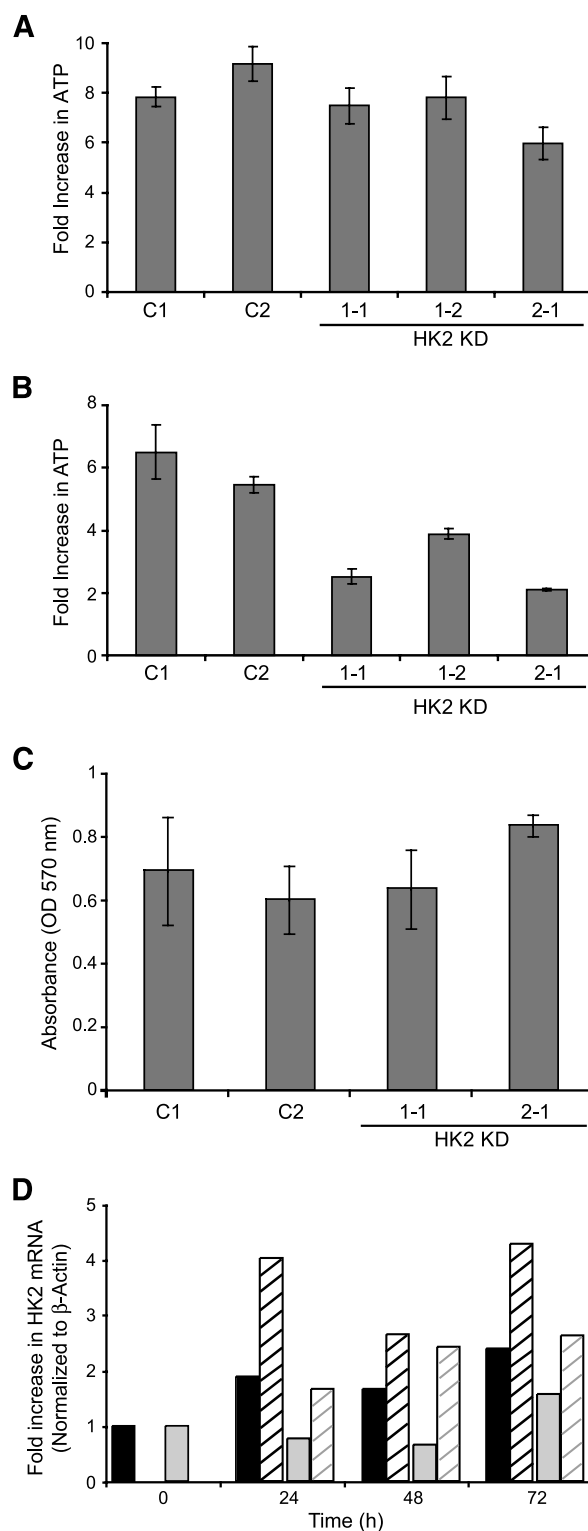 A
Fold Increase in ATP
10
8
6
4
2
0
C1 C2 1-1 1-2 2-1
HK2 KD
B
Fold Increase in ATP
8
6
4
2
0
C1 C2 1-1 1-2 2-1
HK2 KD
C
Absorbance (OD 570 nm)
1
0.8
0.6
0.4
0.2
0
C1 C2 1-1 2-1
HK2 KD
D
Fold increase in HK2 mRNA
(Normalized to β-Actin)
5
4
3
2
1
0
0 24 48 72
Time (h)